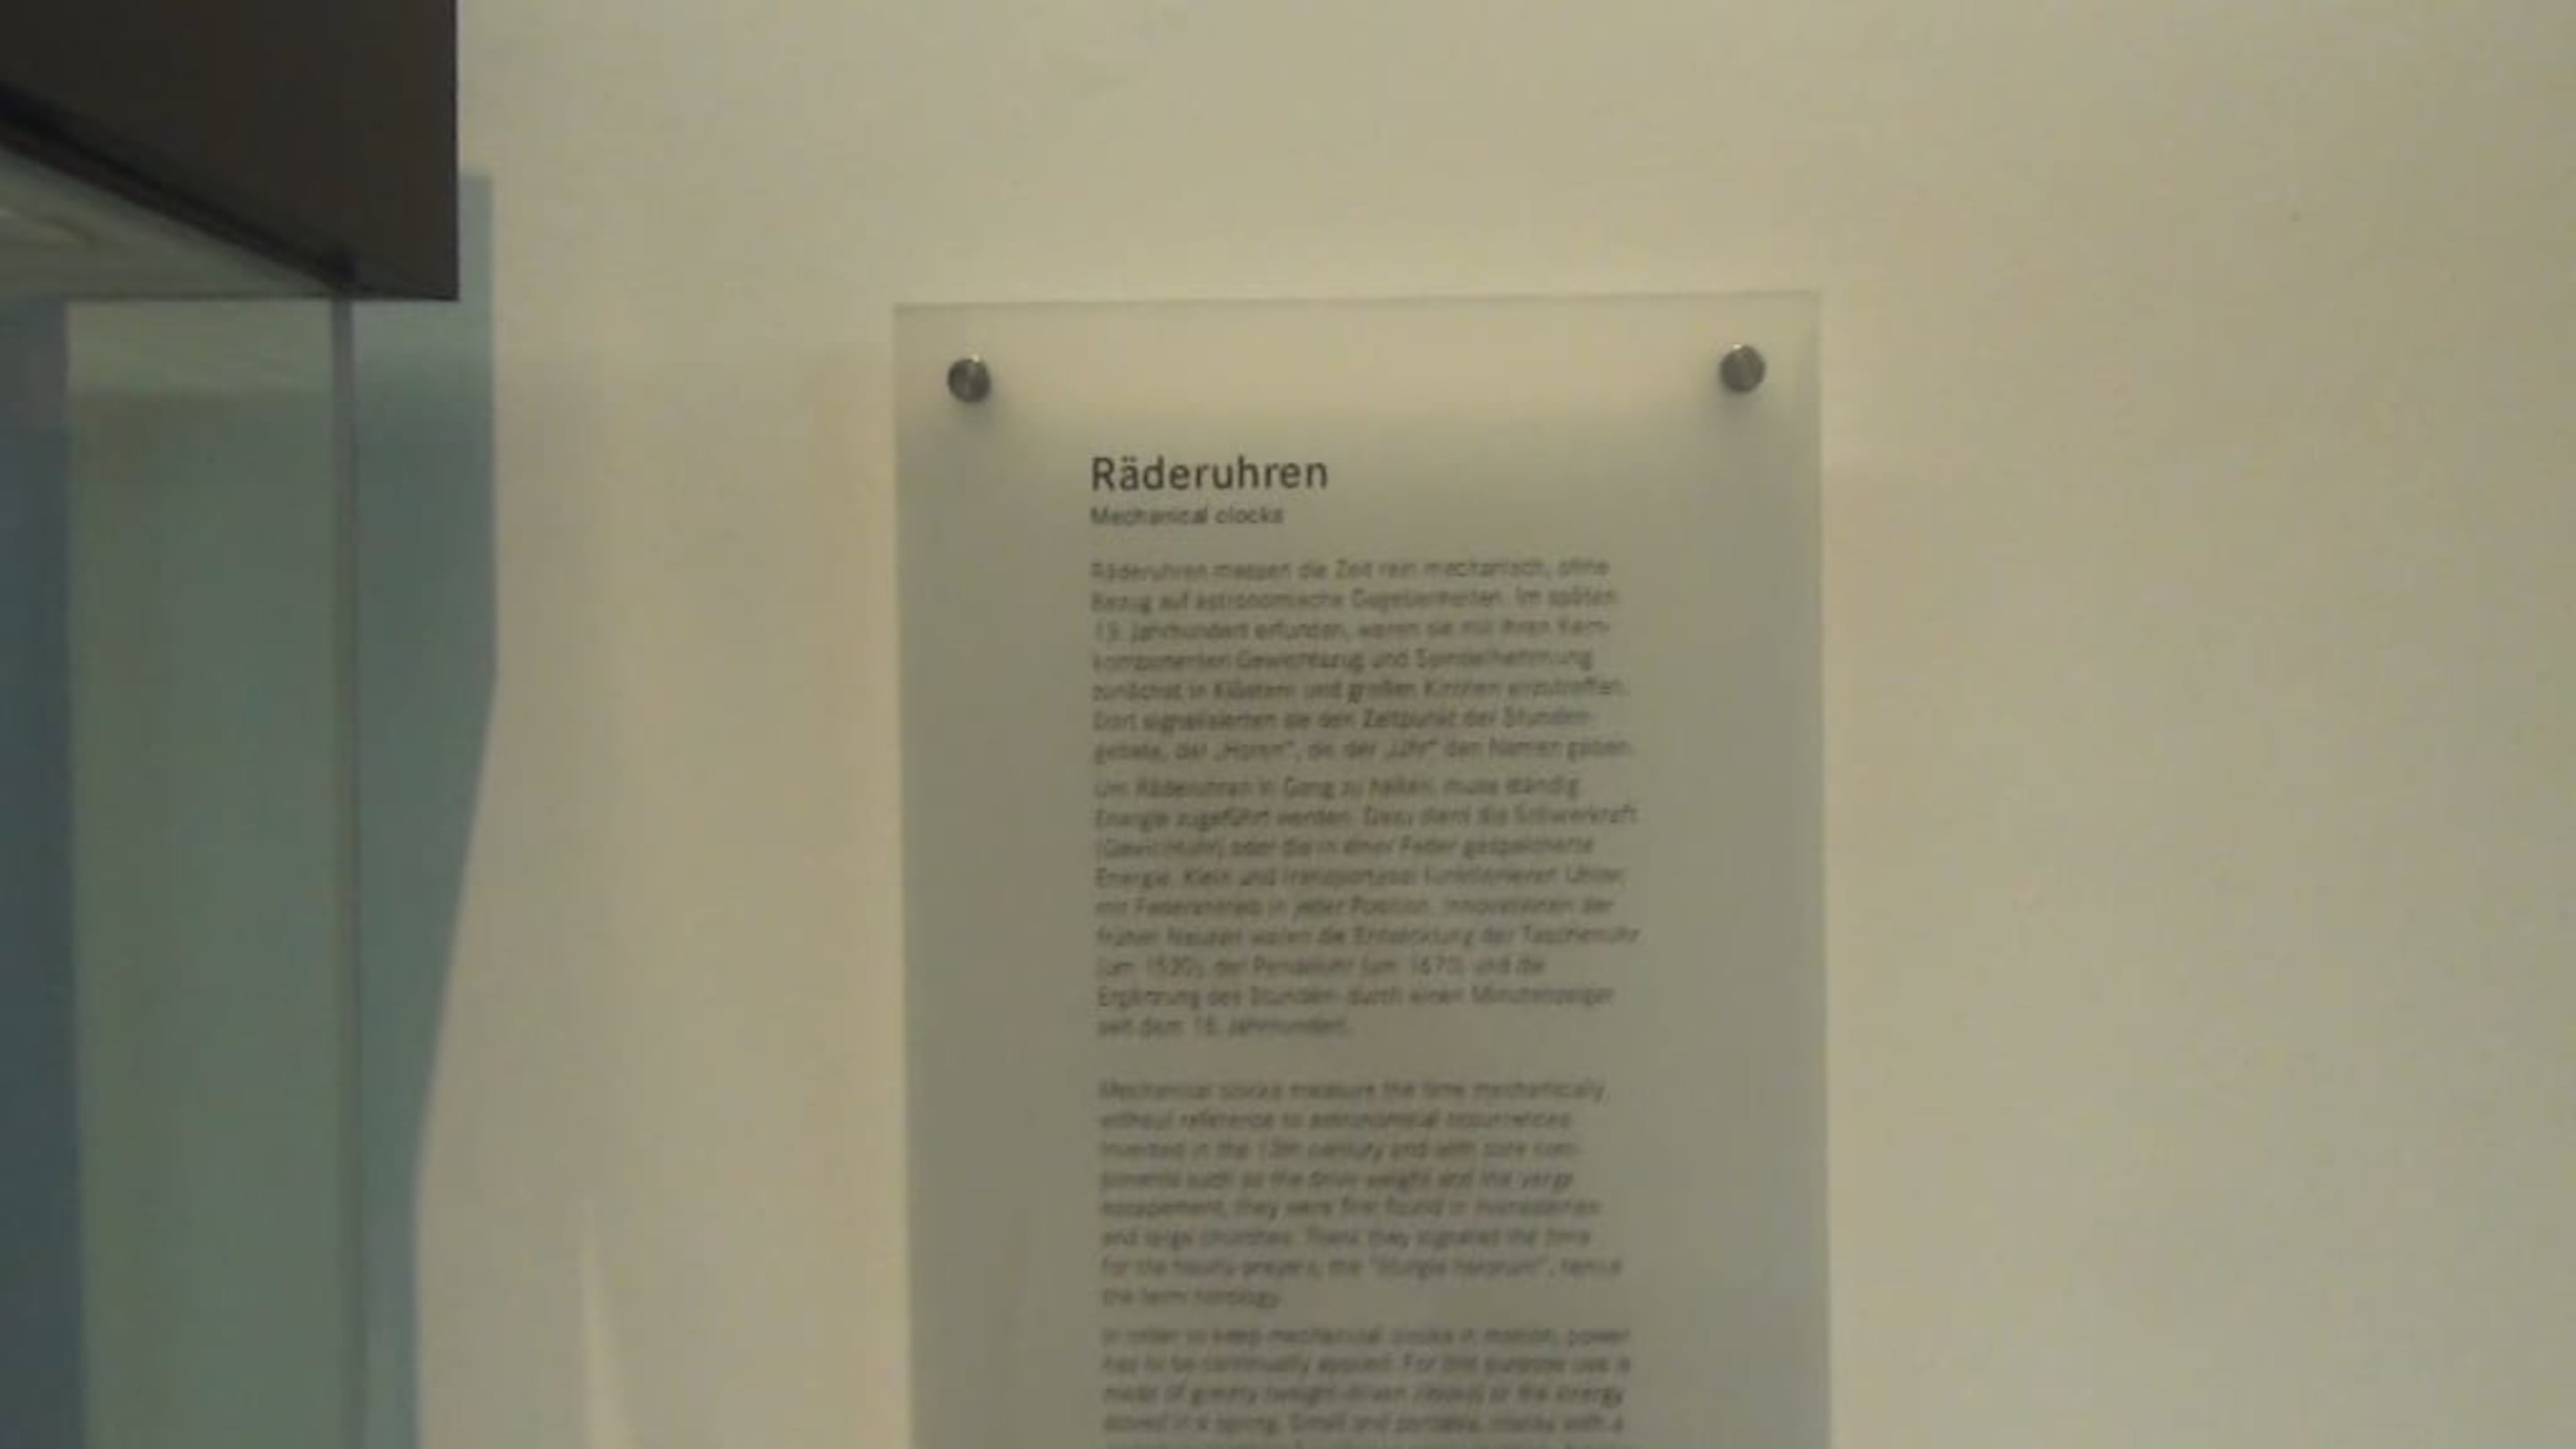 Räderuhren
Mechanical clocks
Räderuhren messen die Zeit rein mechanisch, ohne
Bezug auf astronomische Gegebenheiten. Im späten
13. Jahrhundert erfunden, waren sie mit ihren Kern-
komponenten Gewichtszug und Spindelhemmung
zunächst in Klöstern und großen Kirchen anzutreffen.
Dort signalisierten sie den Zeitpunkt der Stunden-
gebete, der „Horen“, die der „Uhr“ den Namen gaben.
Um Räderuhren in Gang zu halten, muss ständig
Energie zugeführt werden. Dazu dient die Schwerkraft
(Gewichtuhr) oder die in einer Feder gespeicherte
Energie. Klein und transportabel funktionieren Uhren
mit Federantrieb in jeder Position. Innovationen der
frühen Neuzeit waren die Entwicklung der Taschenuhr
der Pendeluhr (um 1670) und die
Ergänzung des Stunden- durch einen Minutenzeiger
seit dem Jahrhundert.
Mechanical clocks measure the time mechanically,
without reference to astronomical occurrences.
Invented in the 13th century and with core com-
ponents such as the drive weight and the verge
escapement, they were first found in monasteries
and large churches. There they signaled the time
for the hourly prayers, the "liturgia horarum", hence
the term horology.
In order to keep mechanical clocks in motion, power
has to be continually applied. For this purpose use is
made of gravity (weight-driven clocks) or the energy
stored in a spring. Small and portable, clocks with a